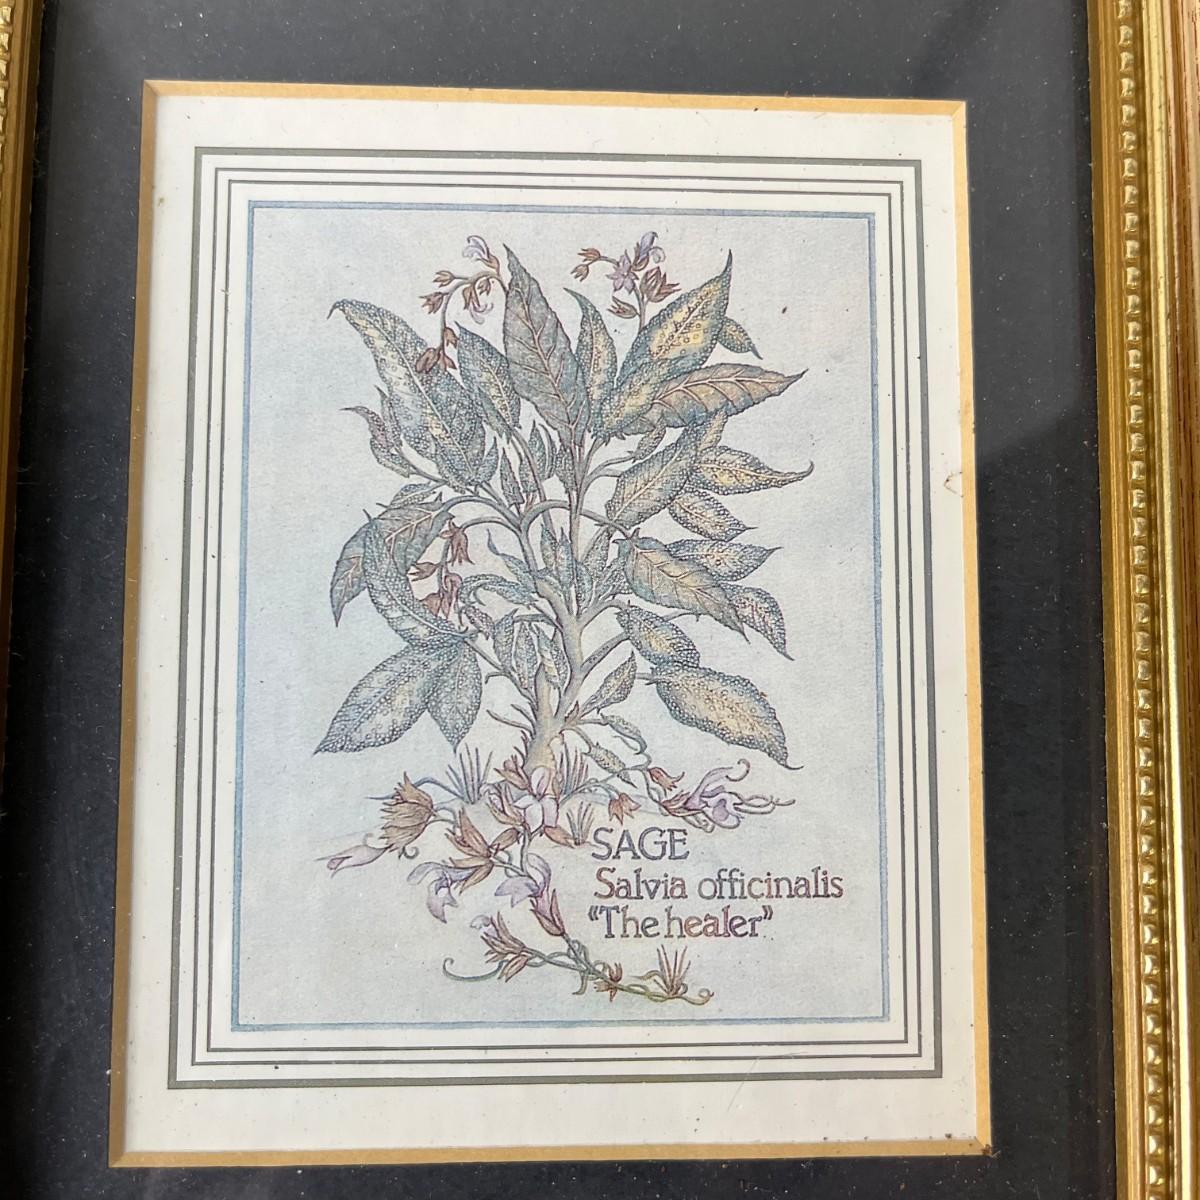 SAGE
Salvia officinalis
"The healer"